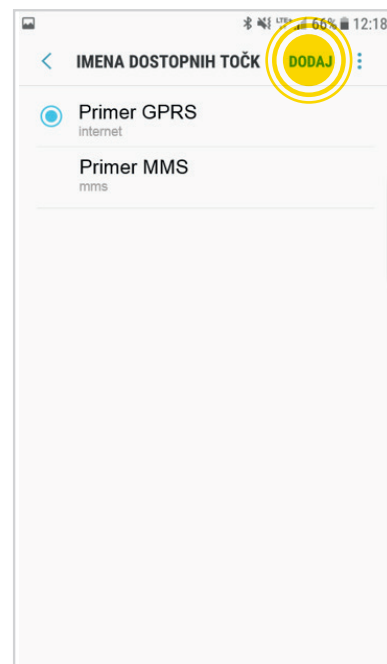 66% 12:18
IMENA DOSTOPNIH TOČK DODAJ
Primer GPRS
internet
Primer MMS
mms